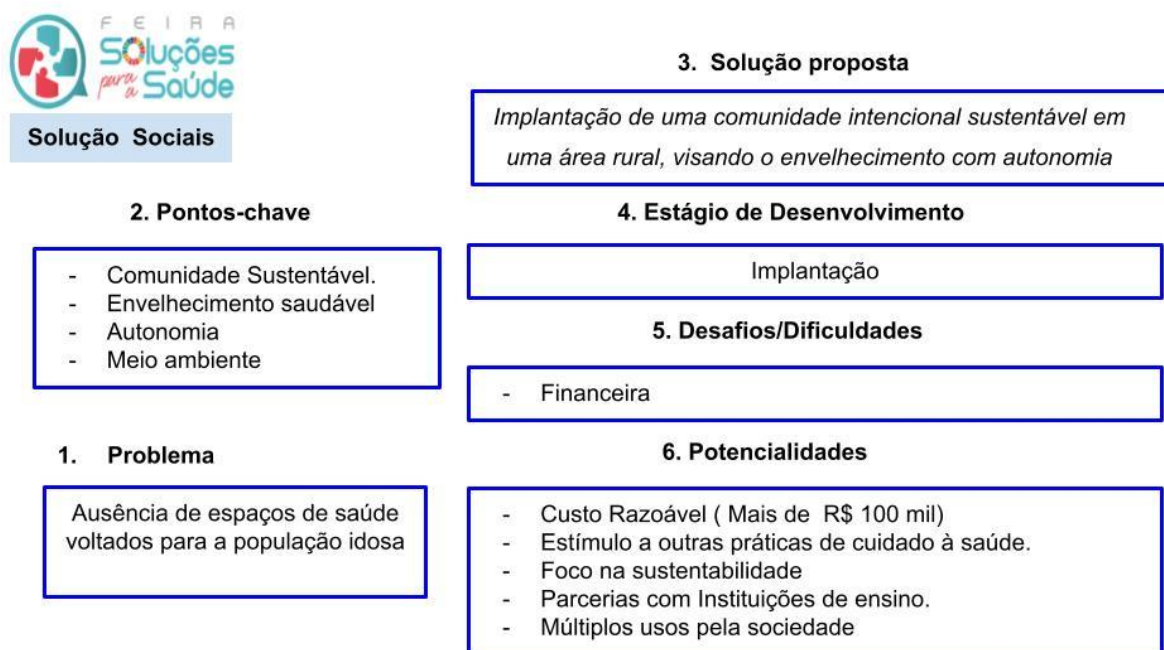 FEIRA
Soluções
para
a Saúde
Solução Sociais
2. Pontos-chave
- Comunidade Sustentável.
- Envelhecimento saudável
- Autonomia
- Meio ambiente
1. Problema
Ausência de espaços de saúde
voltados para a população idosa
3. Solução proposta
Implantação de uma comunidade intencional sustentável em
uma área rural, visando o envelhecimento com autonomia
4. Estágio de Desenvolvimento
Implantação
5. Desafios/Dificuldades
- Financeira
6. Potencialidades
- Custo Razoável ( Mais de R$ 100 mil)
- Estímulo a outras práticas de cuidado à saúde.
- Foco na sustentabilidade
- Parcerias com Instituições de ensino.
- Múltiplos usos pela sociedade